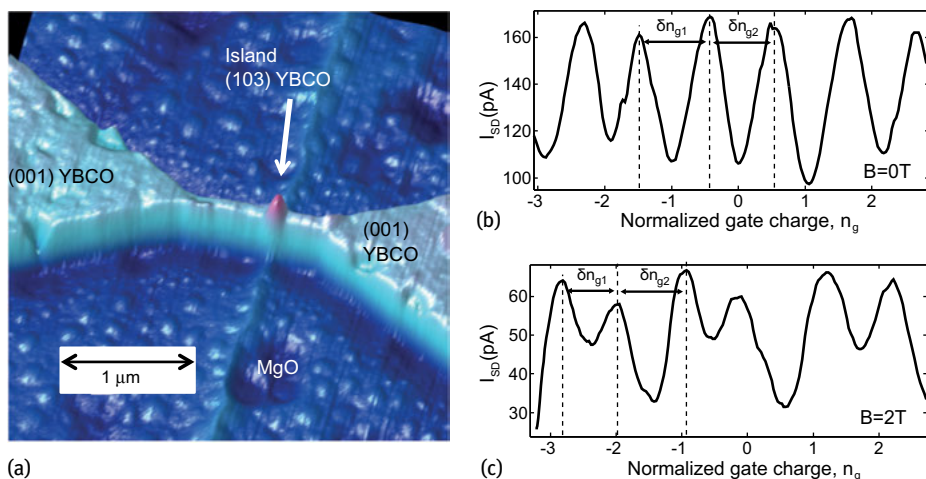 Island
(103) YBCO
(001) YBCO
(001)
YBCO
1 μm
MgO
(a)
160
140
120
100
I_SD(pA)
δn_g1
δn_g2
B=0T
-3 -2 -1 0 1 2
Normalized gate charge, n_g
(b)
60
50
40
30
I_SD(pA)
δn_g1
δn_g2
B=2T
-3 -2 -1 0 1 2
Normalized gate charge, n_g
(c)